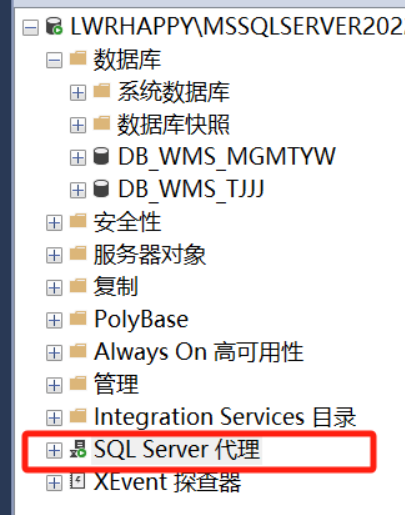 LWRHAPPY\MSSQLSERVER202
数据库
系统数据库
数据库快照
DB_WMS_MGMTYW
DB_WMS_TJJJ
安全性
服务器对象
复制
PolyBase
Always On 高可用性
管理
Integration Services 目录
SQL Server 代理
XEvent 探查器